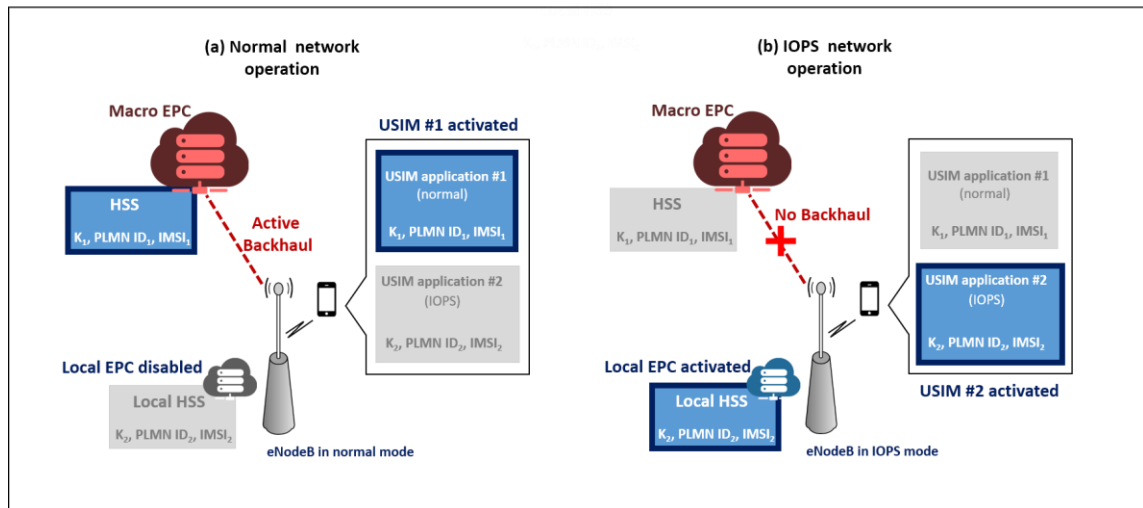 (a) Normal network
operation
Macro EPC
USIM #1 activated
HSS
K₁, PLMN ID₁, IMSI₁
Active
Backhaul
USIM application #1
(normal)
K₁, PLMN ID₁, IMSI₁
USIM application #2
(IOPS)
K₂, PLMN ID₂, IMSI₂
Local EPC disabled
Local HSS
K₂, PLMN ID₂, IMSI₂
eNodeB in normal mode
(b) IOPS network
operation
Macro EPC
HSS
K₁, PLMN ID₁, IMSI₁
No Backhaul
USIM application #1
(normal)
K₁, PLMN ID₁, IMSI₁
USIM application #2
(IOPS)
K₂, PLMN ID₂, IMSI₂
Local EPC activated
Local HSS
K₂, PLMN ID₂, IMSI₂
USIM #2 activated
eNodeB in IOPS mode